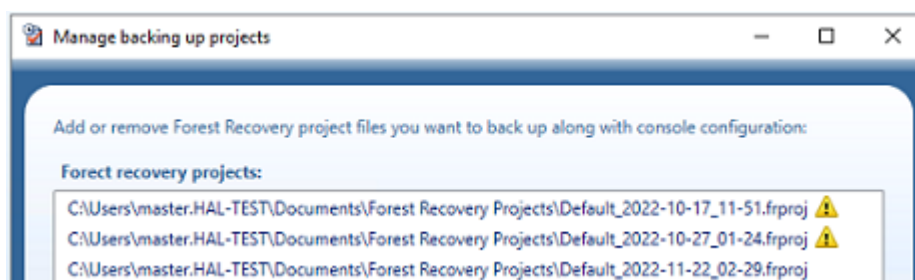 Manage backing up projects
Add or remove Forest Recovery project files you want to back up along with console configuration:
Forect recovery projects:
C:\Users\master.HAL-TEST\Documents\Forest Recovery Projects\Default_2022-10-17_11-51.frproj
C:\Users\master.HAL-TEST\Documents\Forest Recovery Projects\Default_2022-10-27_01-24.frproj
C:\Users\master.HAL-TEST\Documents\Forest Recovery Projects\Default_2022-11-22_02-29.frproj